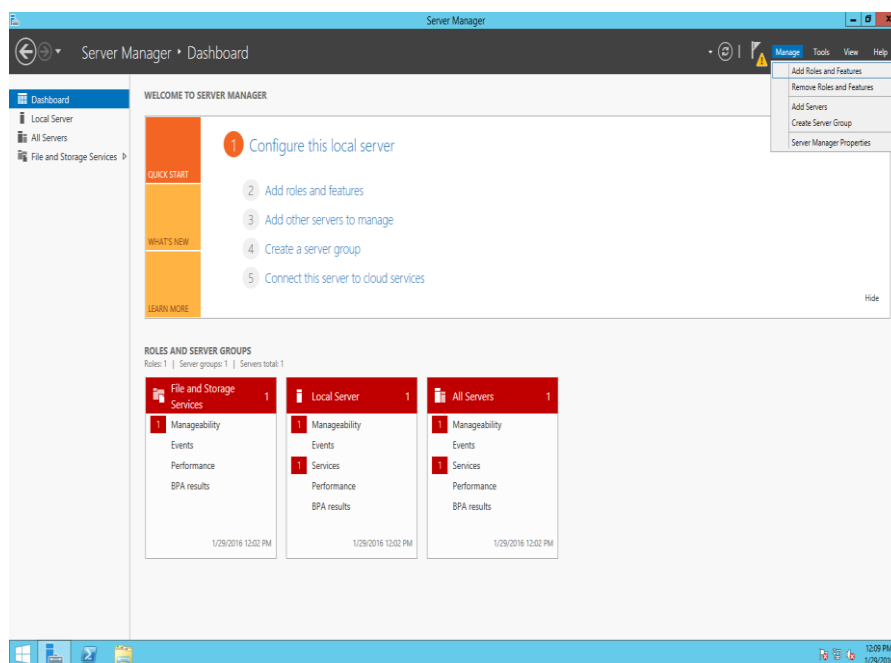 Server Manager
Server Manager • Dashboard
Manage Tools View Help
Add Roles and Features
Remove Roles and Features
Add Servers
Create Server Group
Server Manager Properties
Dashboard
Local Server
All Servers
File and Storage Services
WELCOME TO SERVER MANAGER
QUICK START
WHAT'S NEW
LEARN MORE
1 Configure this local server
2 Add roles and features
3 Add other servers to manage
4 Create a server group
5 Connect this server to cloud services
Hide
ROLES AND SERVER GROUPS
Roles: 1 | Server groups: 1 | Servers total: 1
File and Storage
Services 1
1 Manageability
Events
Performance
BPA results
1/29/2016 12:02 PM
Local Server 1
1 Manageability
Events
1 Services
Performance
BPA results
1/29/2016 12:02 PM
All Servers 1
1 Manageability
Events
1 Services
Performance
BPA results
1/29/2016 12:02 PM
12:09 PM